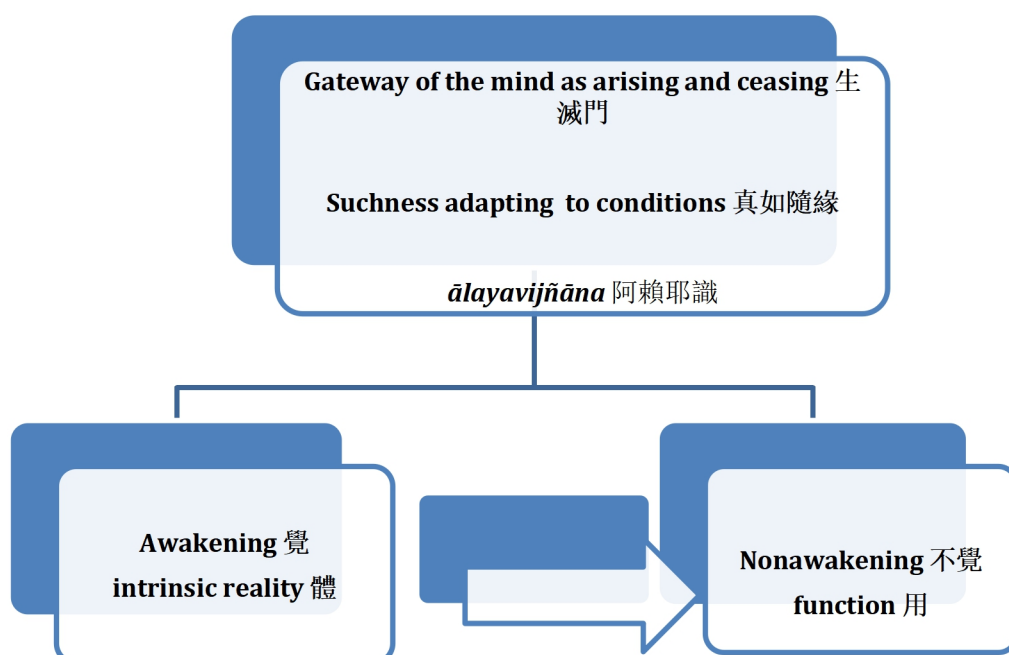 Gateway of the mind as arising and ceasing 生
滅門
Suchness adapting to conditions 真如隨緣
ālayavijñāna 阿賴耶識
Awakening 覺
intrinsic reality 體
Nonawakening 不覺
function 用